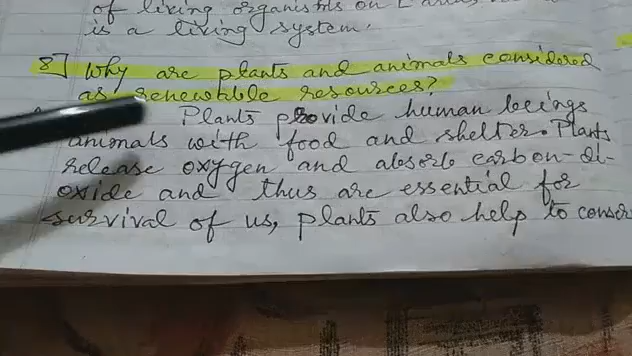 of living organisms on Earth
is a living system.
8] Why are plants and animals considered
as renewable resources?
Plants provide human beings
animals with food and shelter. Plants
release oxygen and absorb carbon-di-
oxide and thus are essential for
survival of us, plants also help to conser